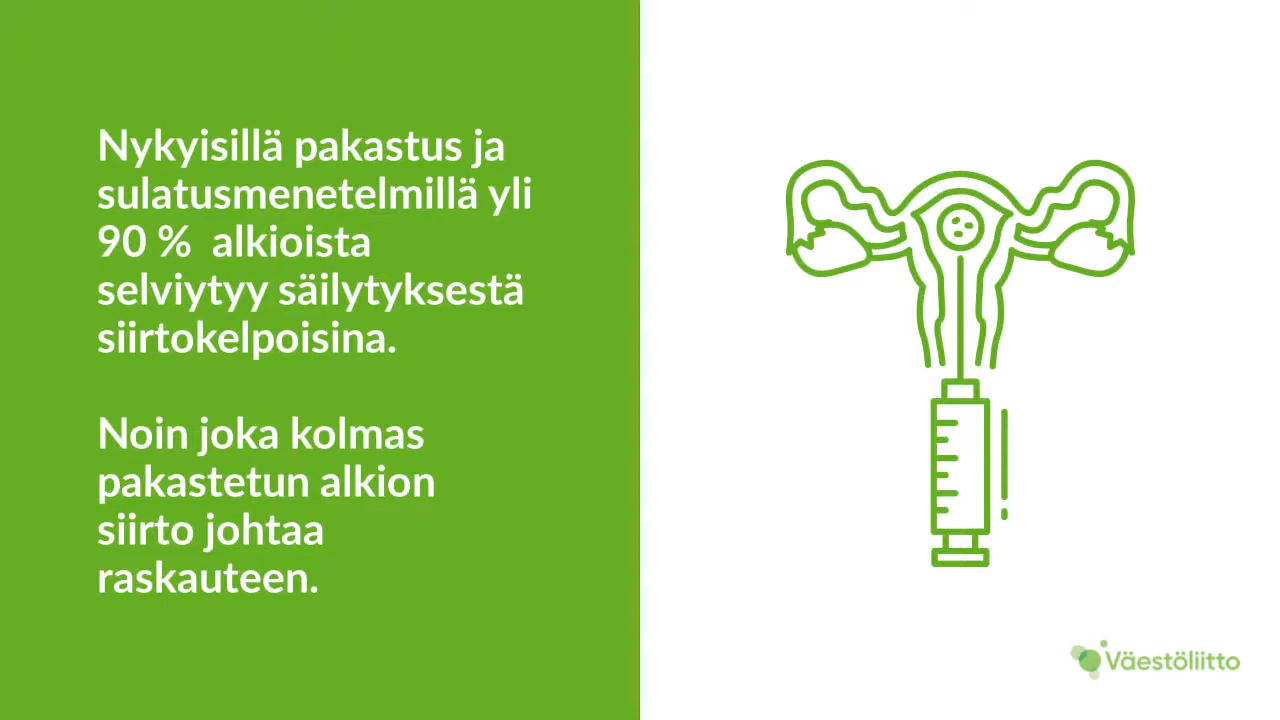 Nykyisillä pakastus ja
sulatusmenetelmillä yli
90 %  alkioista
selviytyy säilytyksestä
siirtokelpoisina.
Noin joka kolmas
pakastetun alkion
siirto johtaa
raskauteen.
Väestöliitto